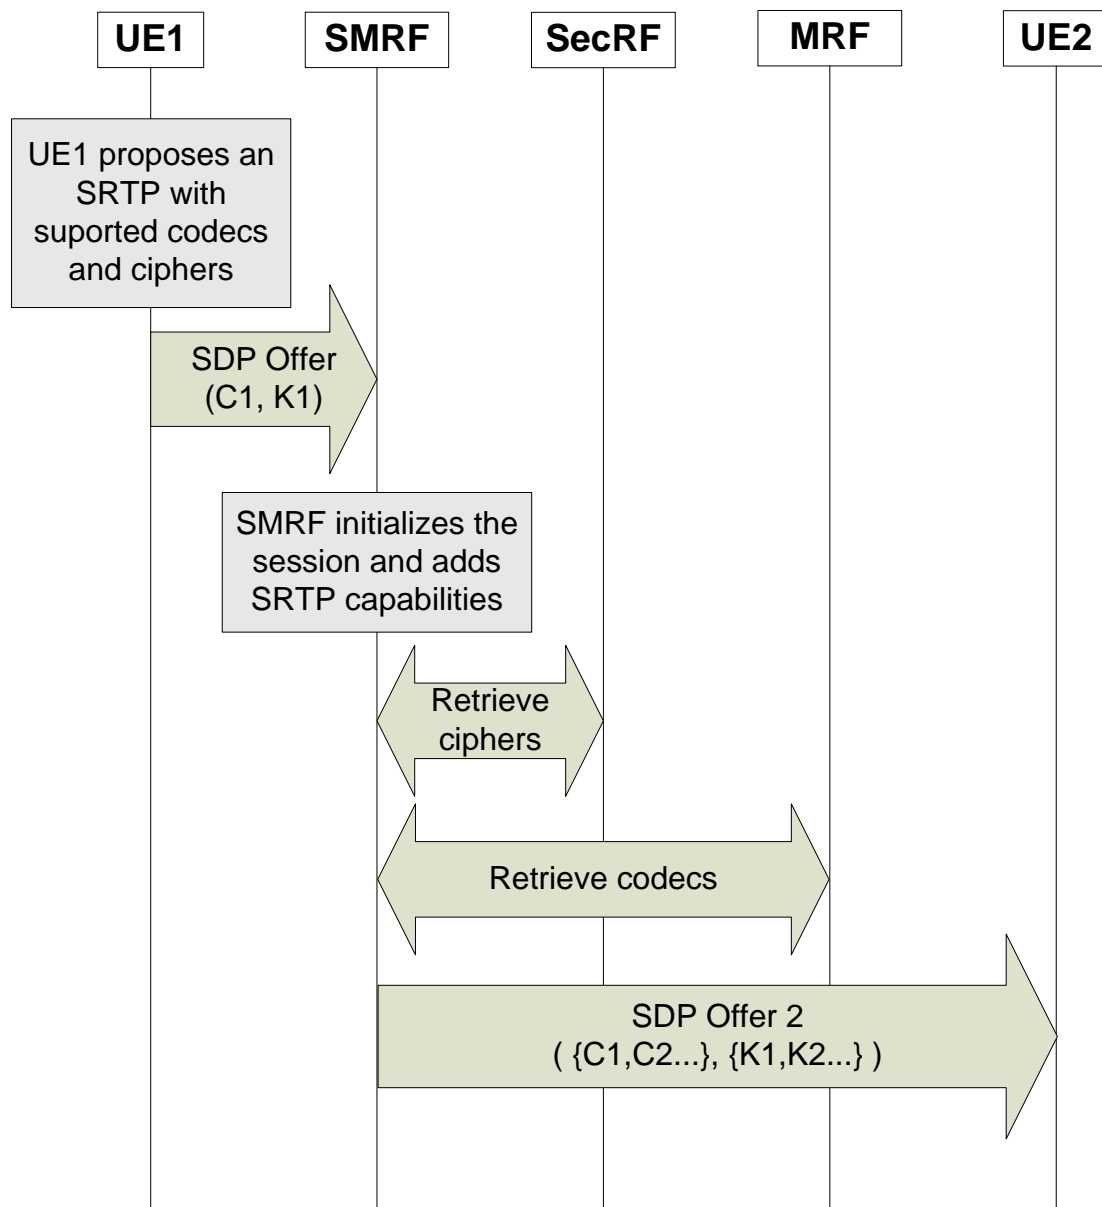 UE1 SMRF SecRF MRF UE2
UE1 proposes an
SRTP with
suported codecs
and ciphers
SDP Offer
(C1, K1)
SMRF initializes the
session and adds
SRTP capabilities
Retrieve
ciphers
Retrieve codecs
SDP Offer 2
( {C1,C2...}, {K1,K2...} )